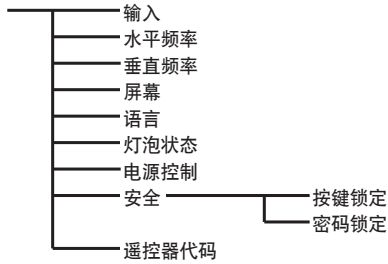 输入
水平频率
垂直频率
屏幕
语言
灯泡状态
电源控制
安全
按键锁定
密码锁定
遥控器代码